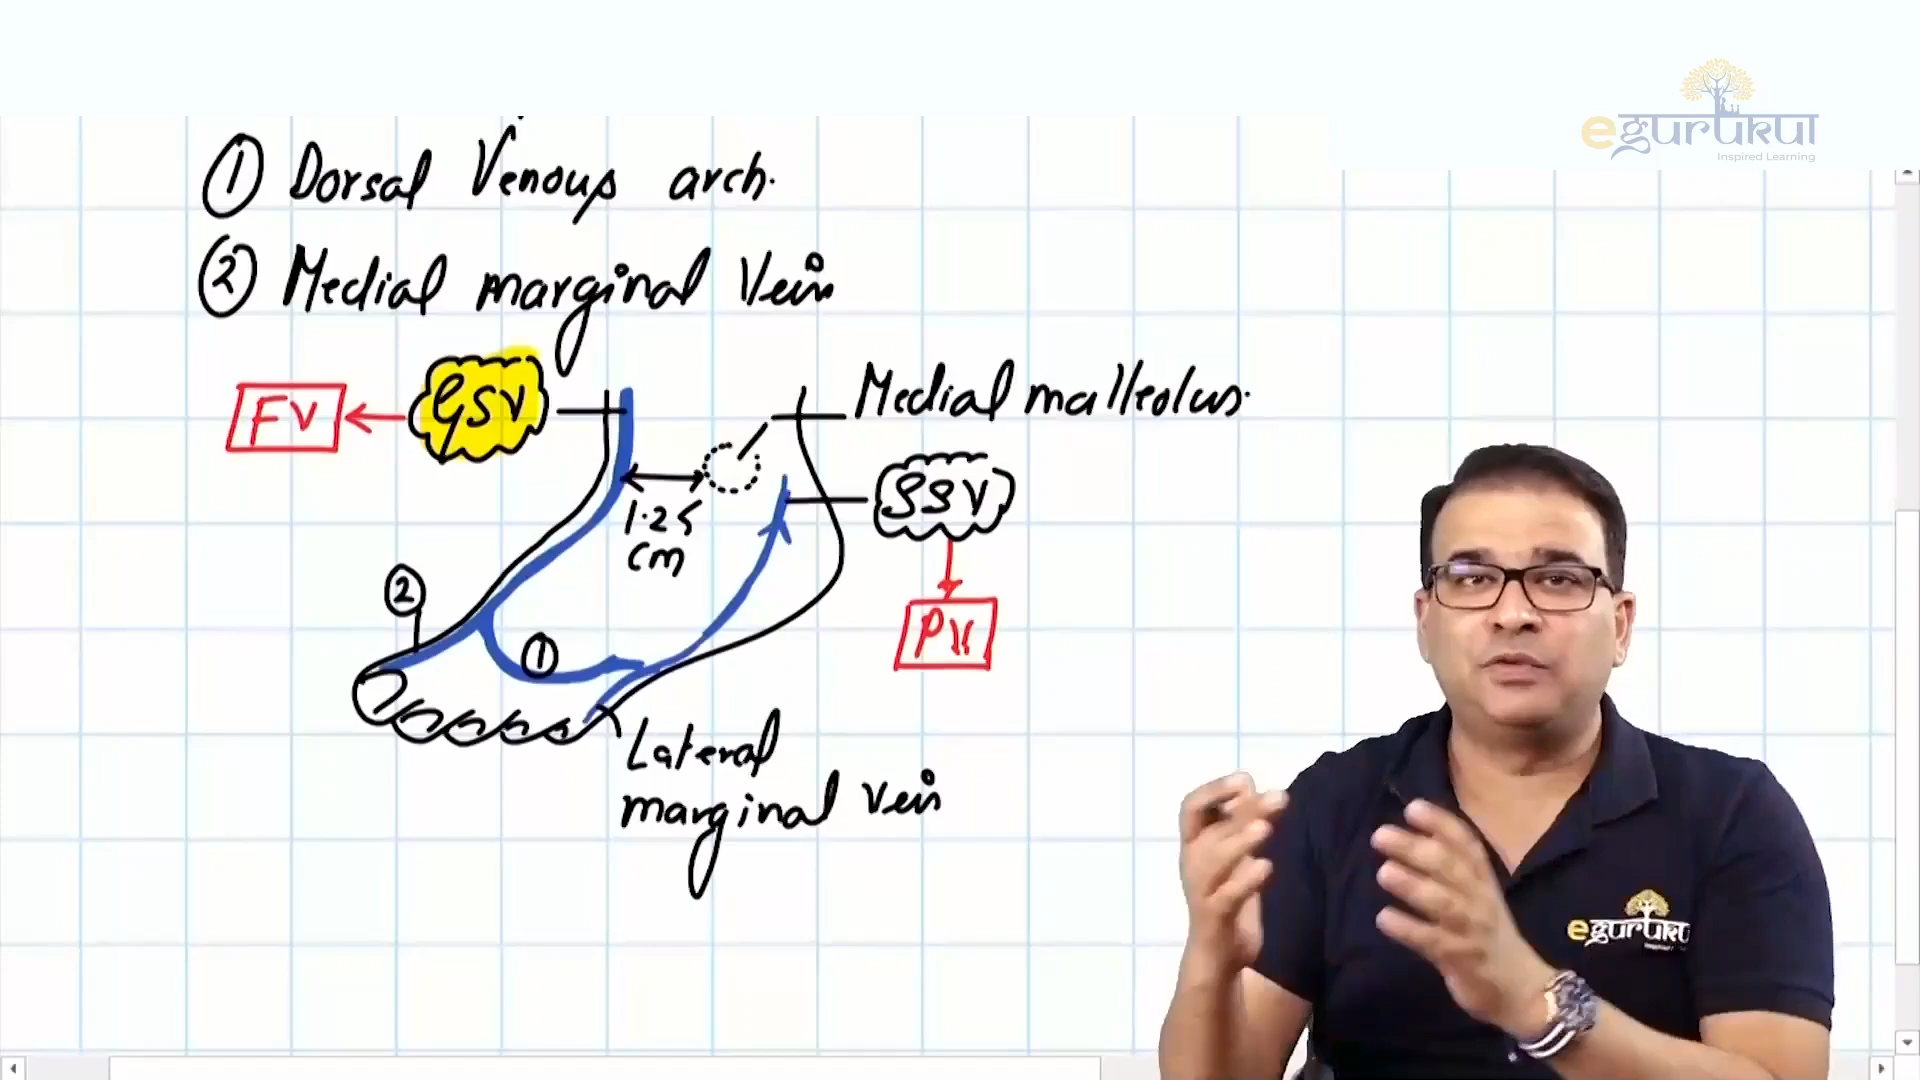 egurukul
Inspired Learning
① Dorsal Venous arch.
② Medial marginal Vein
FV
GSV
Medial malleolus.
SSV
1.25
cm
②
①
PV
Lateral
marginal Vein
eguruku